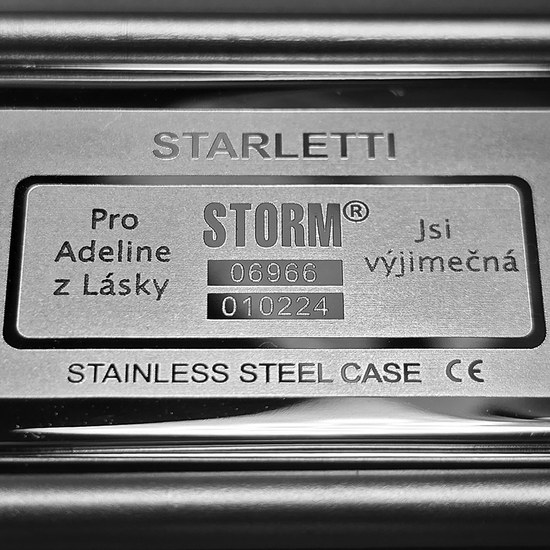 STARLETTI
Pro
Adeline
z Lásky
STORM®
06966
010224
Jsi
výjimečná
STAINLESS STEEL CASE CE